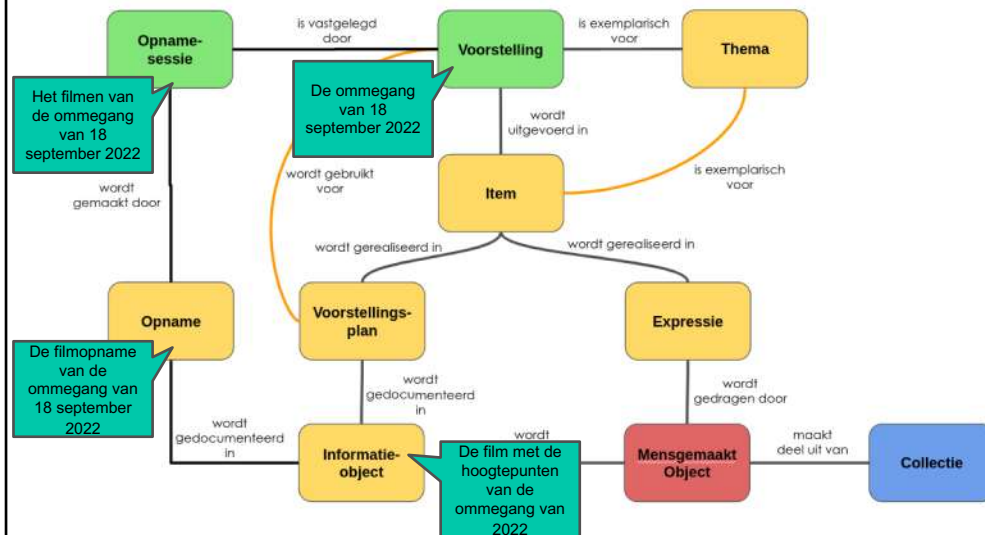 is vastgelegd
door
is exemplarisch
voor
Opname-
sessie
Voorstelling
Thema
Het filmen van
de ommegang
van 18
september 2022
De ommegang
van 18
september 2022
wordt
uitgevoerd in
wordt gebruikt
voor
is exemplarisch
voor
wordt
gemaakt door
Item
wordt gerealiseerd in
wordt gerealiseerd in
Opname
Voorstellings-
plan
Expressie
De filmopname
van de
ommegang van
18 september
2022
wordt
gedocumenteerd
in
wordt
gedragen door
wordt
gedocumenteerd
in
Informatie-
object
wordt
De film met de
hoogtepunten
van de
ommegang van
2022
Mensgemaakt
Object
maakt
deel uit van
Collectie